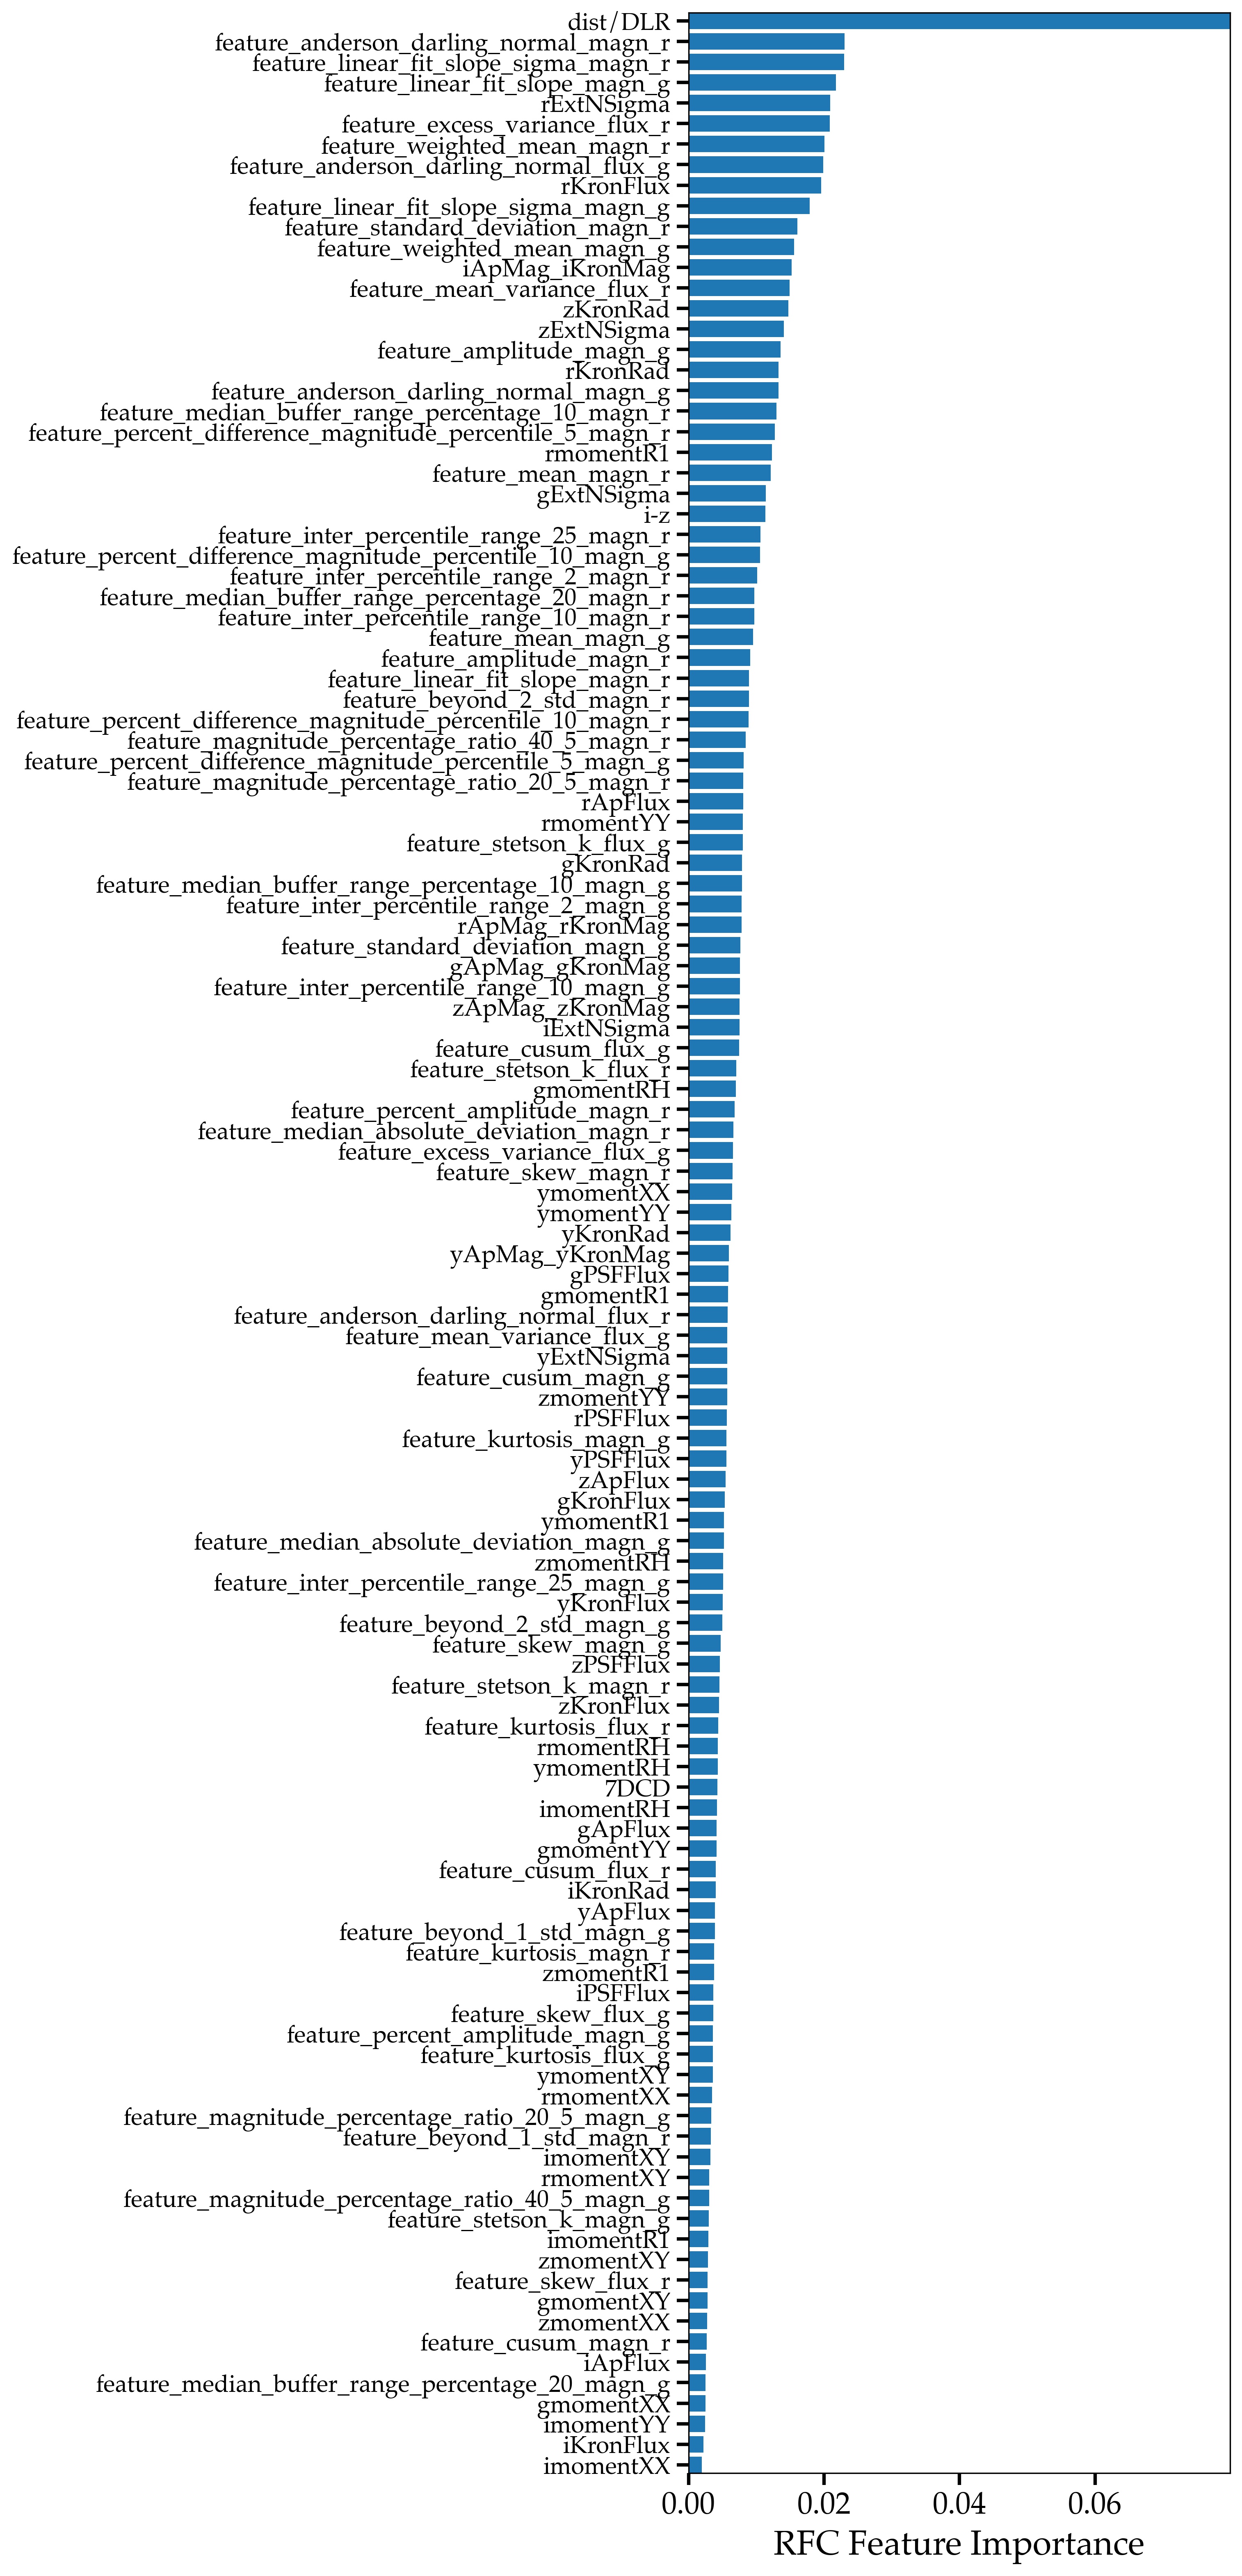 dist/DLR
feature_anderson_darling_normal_magn_r
feature_linear_fit_slope_sigma_magn_r
feature_linear_fit_slope_magn_g
rExtNSigma
feature_excess_variance_flux_r
feature_weighted_mean_magn_r
feature_anderson_darling_normal_flux_g
rKronFlux
feature_linear_fit_slope_sigma_magn_g
feature_standard_deviation_magn_r
feature_weighted_mean_magn_g
iApMag_iKronMag
feature_mean_variance_flux_r
zKronRad
zExtNSigma
feature_amplitude_magn_g
rKronRad
feature_anderson_darling_normal_magn_g
feature_median_buffer_range_percentage_10_magn_r
feature_percent_difference_magnitude_percentile_5_magn_r
rmomentR1
feature_mean_magn_r
gExtNSigma
i-z
feature_inter_percentile_range_25_magn_r
feature_percent_difference_magnitude_percentile_10_magn_g
feature_inter_percentile_range_2_magn_r
feature_median_buffer_range_percentage_20_magn_r
feature_inter_percentile_range_10_magn_r
feature_mean_magn_g
feature_amplitude_magn_r
feature_linear_fit_slope_magn_r
feature_beyond_2_std_magn_r
feature_percent_difference_magnitude_percentile_10_magn_r
feature_magnitude_percentage_ratio_40_5_magn_r
feature_percent_difference_magnitude_percentile_5_magn_g
feature_magnitude_percentage_ratio_20_5_magn_r
rApFlux
rmomentYY
feature_stetson_k_flux_g
gKronRad
feature_median_buffer_range_percentage_10_magn_g
feature_inter_percentile_range_2_magn_g
rApMag_rKronMag
feature_standard_deviation_magn_g
gApMag_gKronMag
feature_inter_percentile_range_10_magn_g
zApMag_zKronMag
iExtNSigma
feature_cusum_flux_g
feature_stetson_k_flux_r
gmomentRH
feature_percent_amplitude_magn_r
feature_median_absolute_deviation_magn_r
feature_excess_variance_flux_g
feature_skew_magn_r
ymomentXX
ymomentYY
yKronRad
yApMag_yKronMag
gPSFFlux
gmomentR1
feature_anderson_darling_normal_flux_r
feature_mean_variance_flux_g
yExtNSigma
feature_cusum_magn_g
zmomentYY
rPSFFlux
feature_kurtosis_magn_g
yPSFFlux
zApFlux
gKronFlux
ymomentR1
feature_median_absolute_deviation_magn_g
zmomentRH
feature_inter_percentile_range_25_magn_g
yKronFlux
feature_beyond_2_std_magn_g
feature_skew_magn_g
zPSFFlux
feature_stetson_k_magn_r
zKronFlux
feature_kurtosis_flux_r
rmomentRH
ymomentRH
7DCD
imomentRH
gApFlux
gmomentYY
feature_cusum_flux_r
iKronRad
yApFlux
feature_beyond_1_std_magn_g
feature_kurtosis_magn_r
zmomentR1
iPSFFlux
feature_skew_flux_g
feature_percent_amplitude_magn_g
feature_kurtosis_flux_g
ymomentXY
rmomentXX
feature_magnitude_percentage_ratio_20_5_magn_g
feature_beyond_1_std_magn_r
imomentXY
rmomentXY
feature_magnitude_percentage_ratio_40_5_magn_g
feature_stetson_k_magn_g
imomentR1
zmomentXY
feature_skew_flux_r
gmomentXY
zmomentXX
feature_cusum_magn_r
iApFlux
feature_median_buffer_range_percentage_20_magn_g
gmomentXX
imomentYY
iKronFlux
imomentXX
0.00 0.02 0.04 0.06
RFC Feature Importance